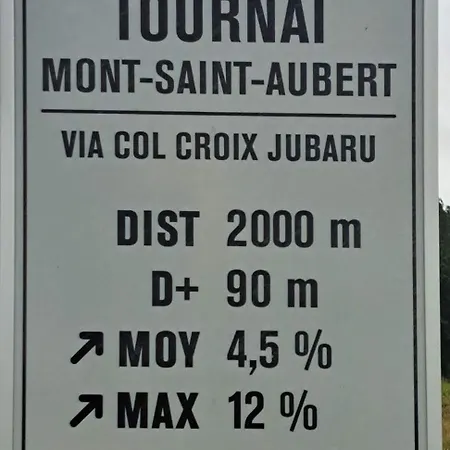 TOURNAI
MONT-SAINT-AUBERT
VIA COL CROIX JUBARU
DIST 2000 m
D+ 90 m
↗ MOY 4,5 %
↗ MAX 12 %